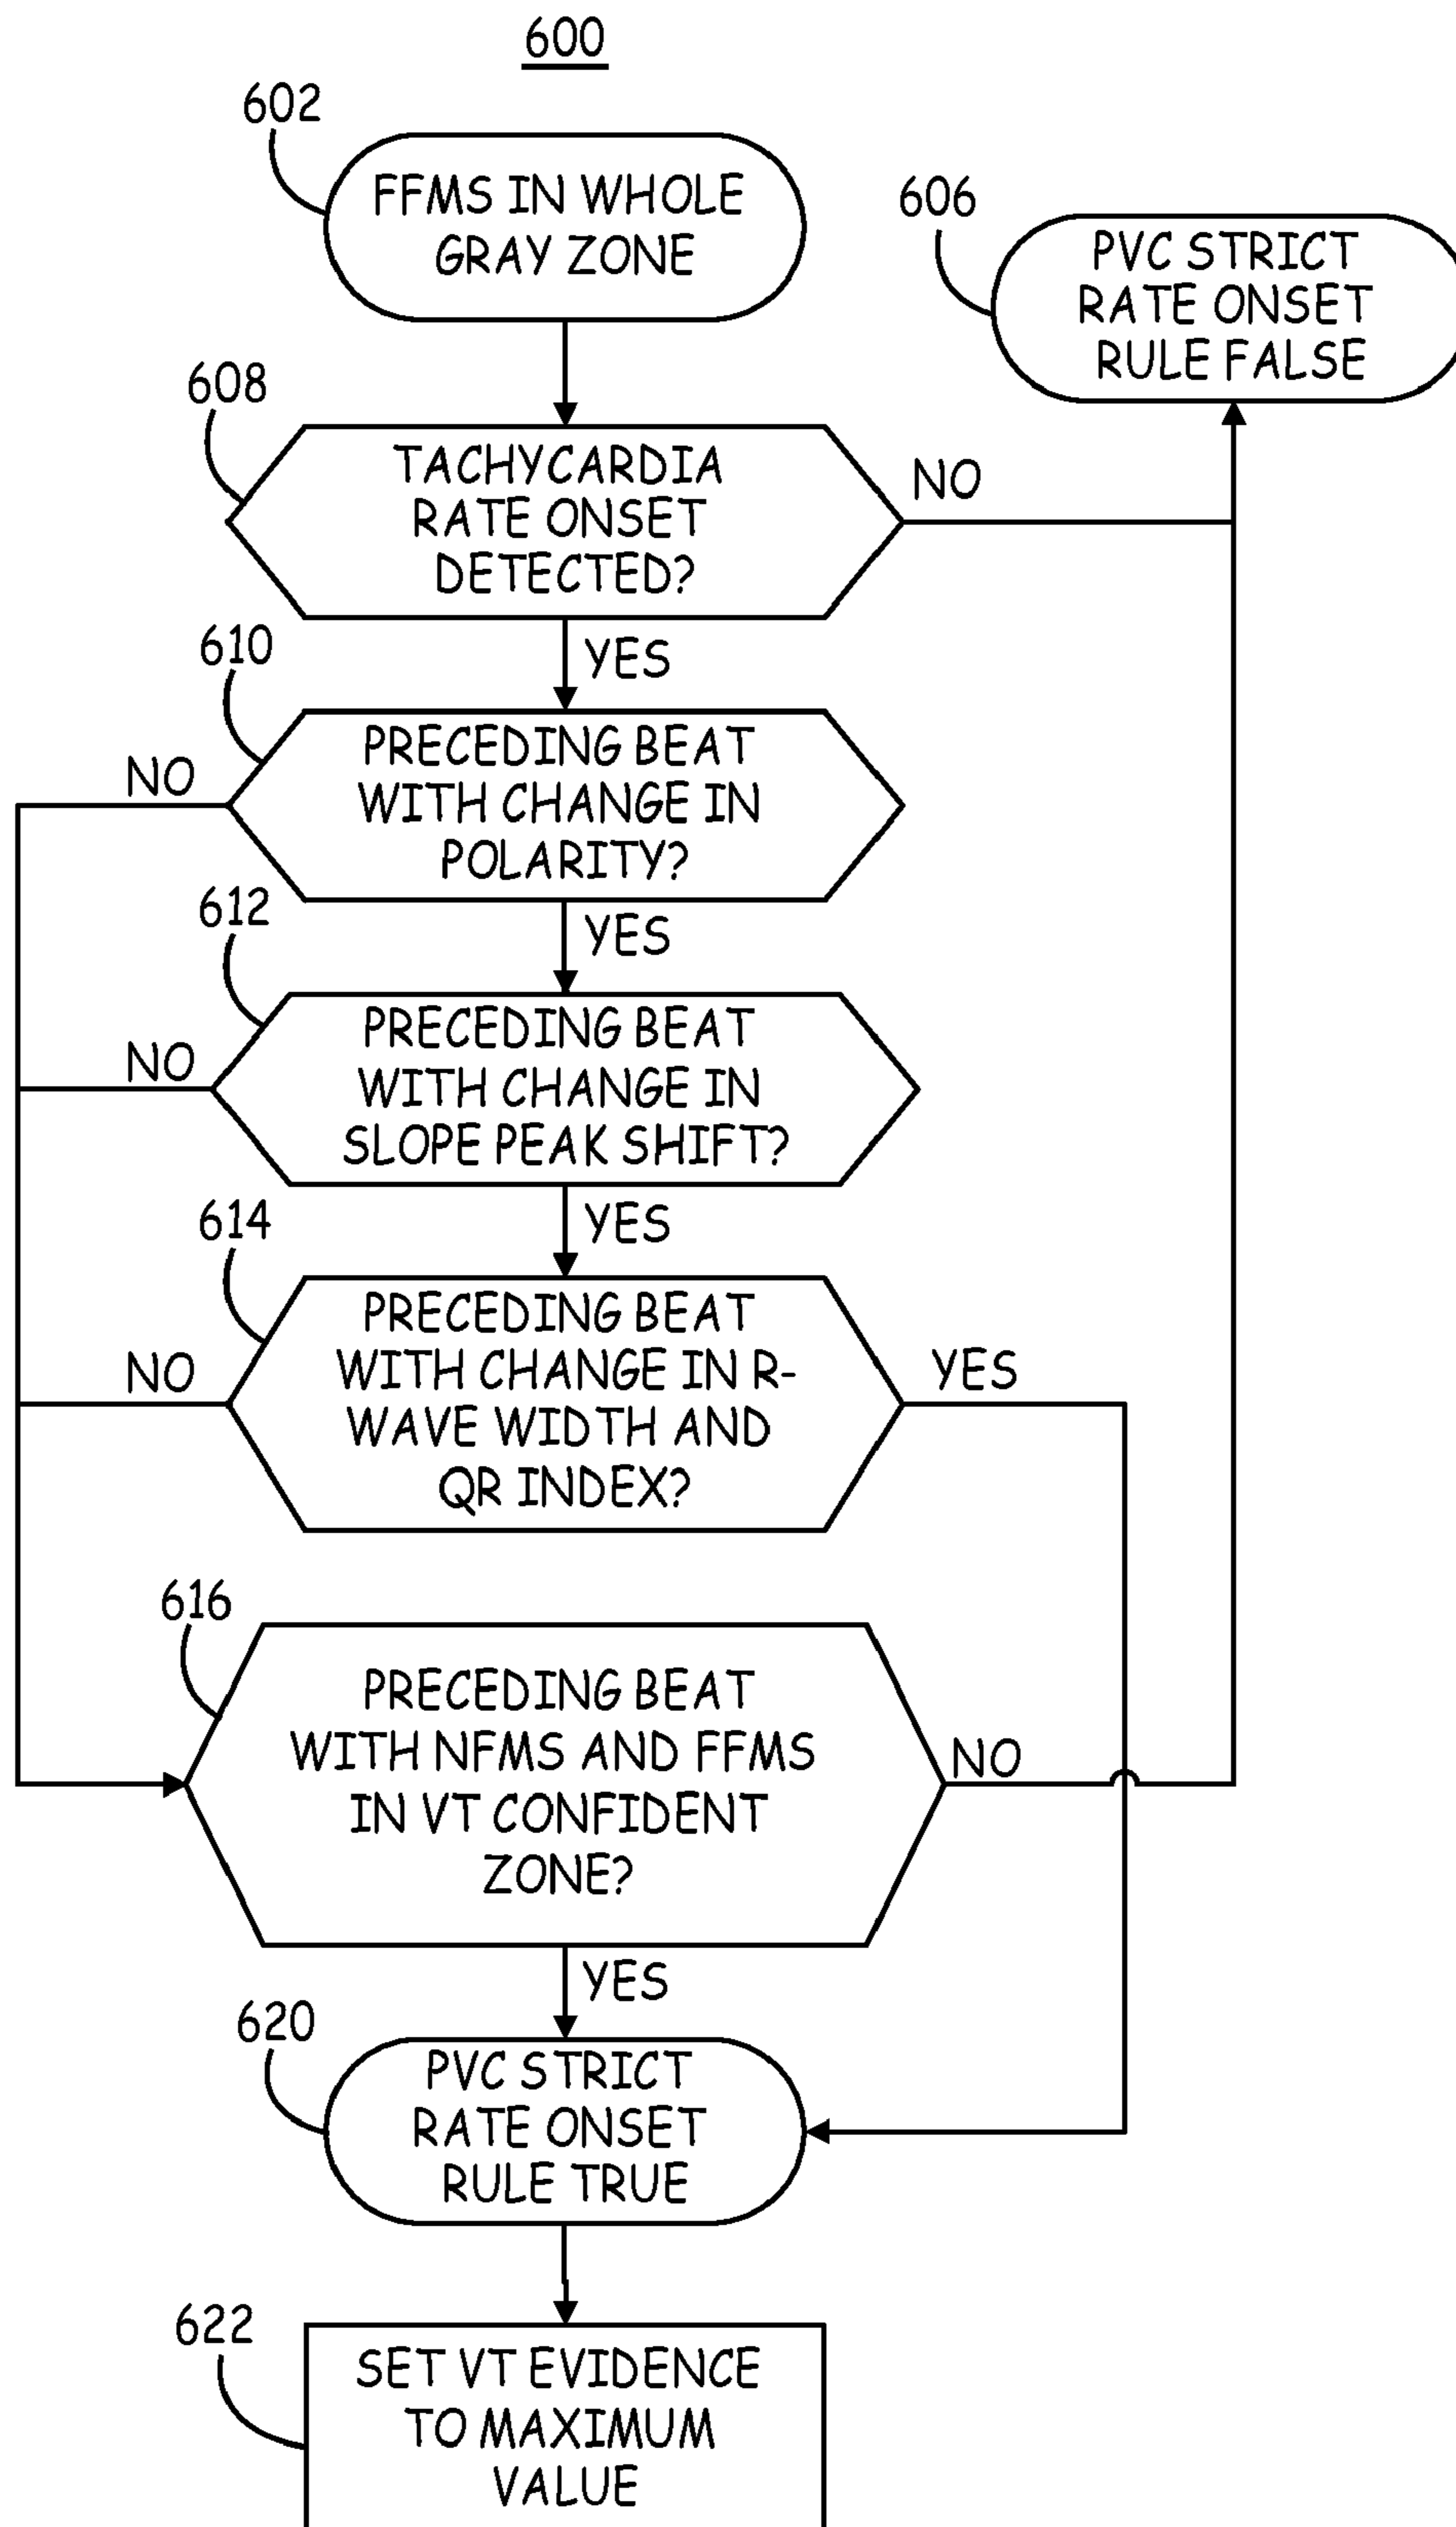 600
602
FFMS IN WHOLE
GRAY ZONE
606
PVC STRICT
RATE ONSET
RULE FALSE
608
TACHYCARDIA
RATE ONSET
DETECTED?
NO
YES
610
PRECEDING BEAT
WITH CHANGE IN
POLARITY?
NO
YES
612
PRECEDING BEAT
WITH CHANGE IN
SLOPE PEAK SHIFT?
NO
YES
614
PRECEDING BEAT
WITH CHANGE IN R-
WAVE WIDTH AND
QR INDEX?
NO
YES
616
PRECEDING BEAT
WITH NFMS AND FFMS
IN VT CONFIDENT
ZONE?
NO
YES
620
PVC STRICT
RATE ONSET
RULE TRUE
622
SET VT EVIDENCE
TO MAXIMUM
VALUE